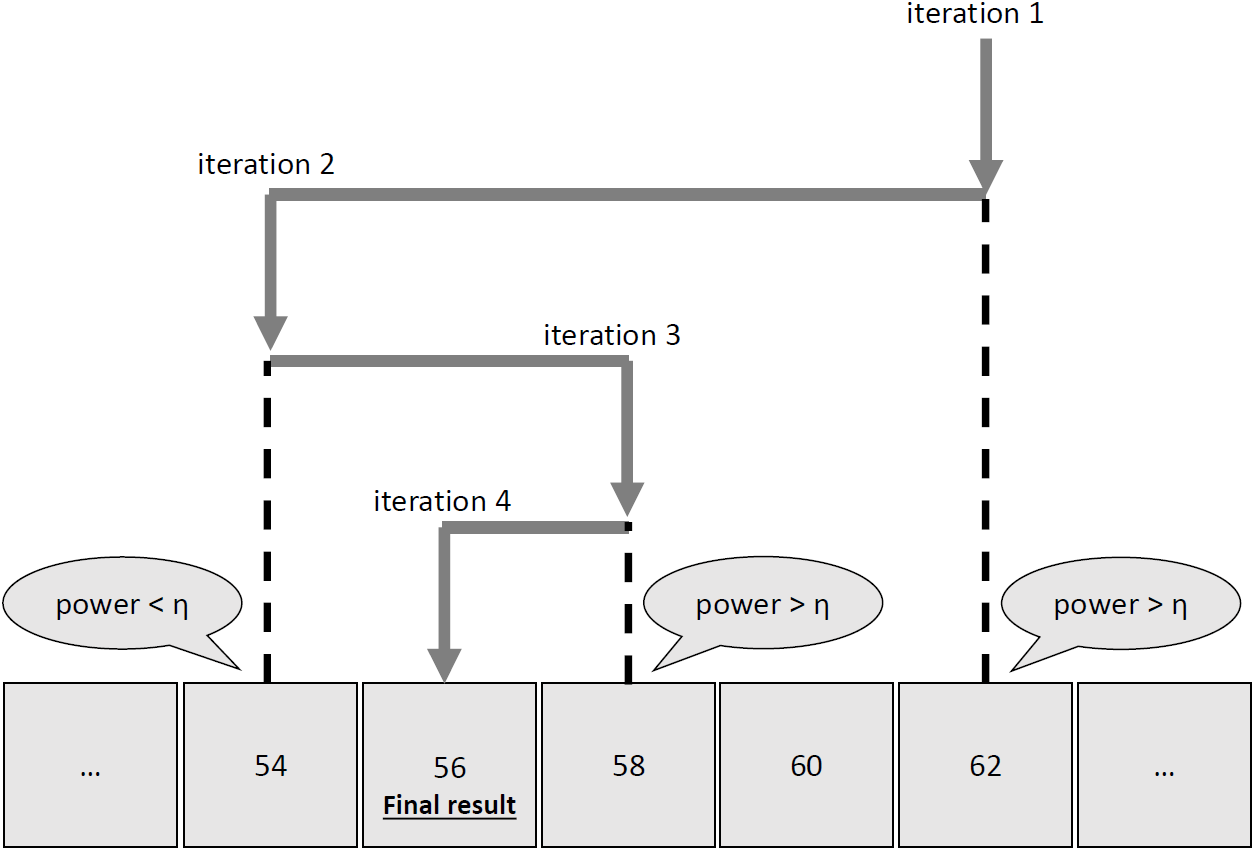 iteration 1
iteration 2
iteration 3
iteration 4
power < η
power > η
power > η
...
54
56
Final result
58
60
62
...